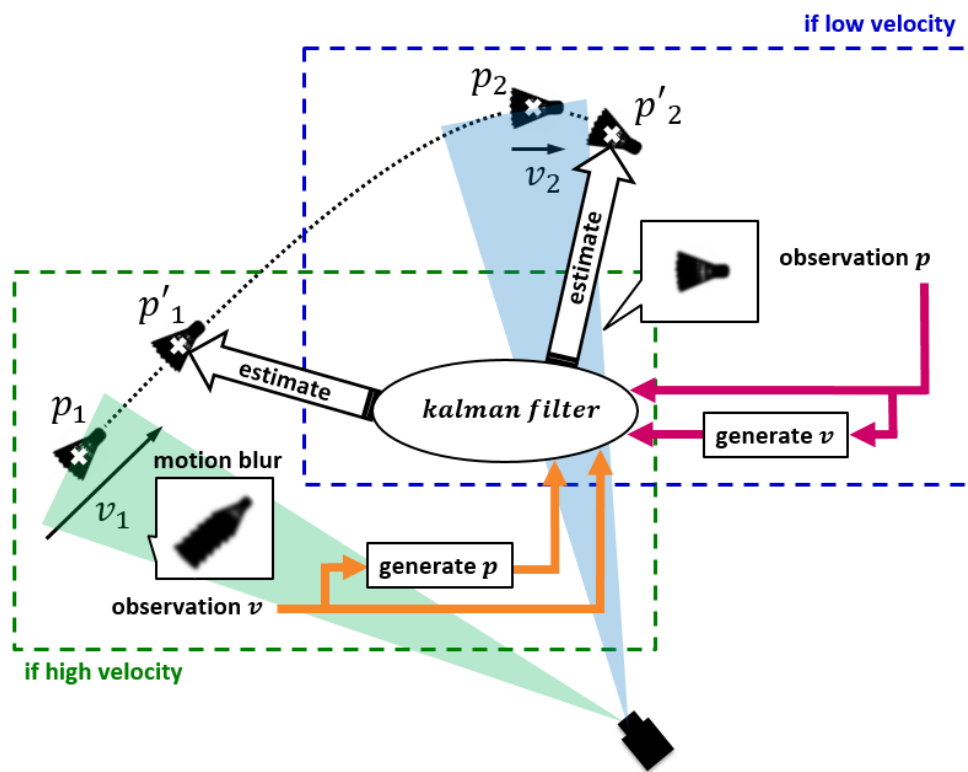 if low velocity
p₂
p'₂
v₂
estimate
observation p
p'₁
estimate
kalman filter
generate v
p₁
motion blur
v₁
generate p
observation v
if high velocity